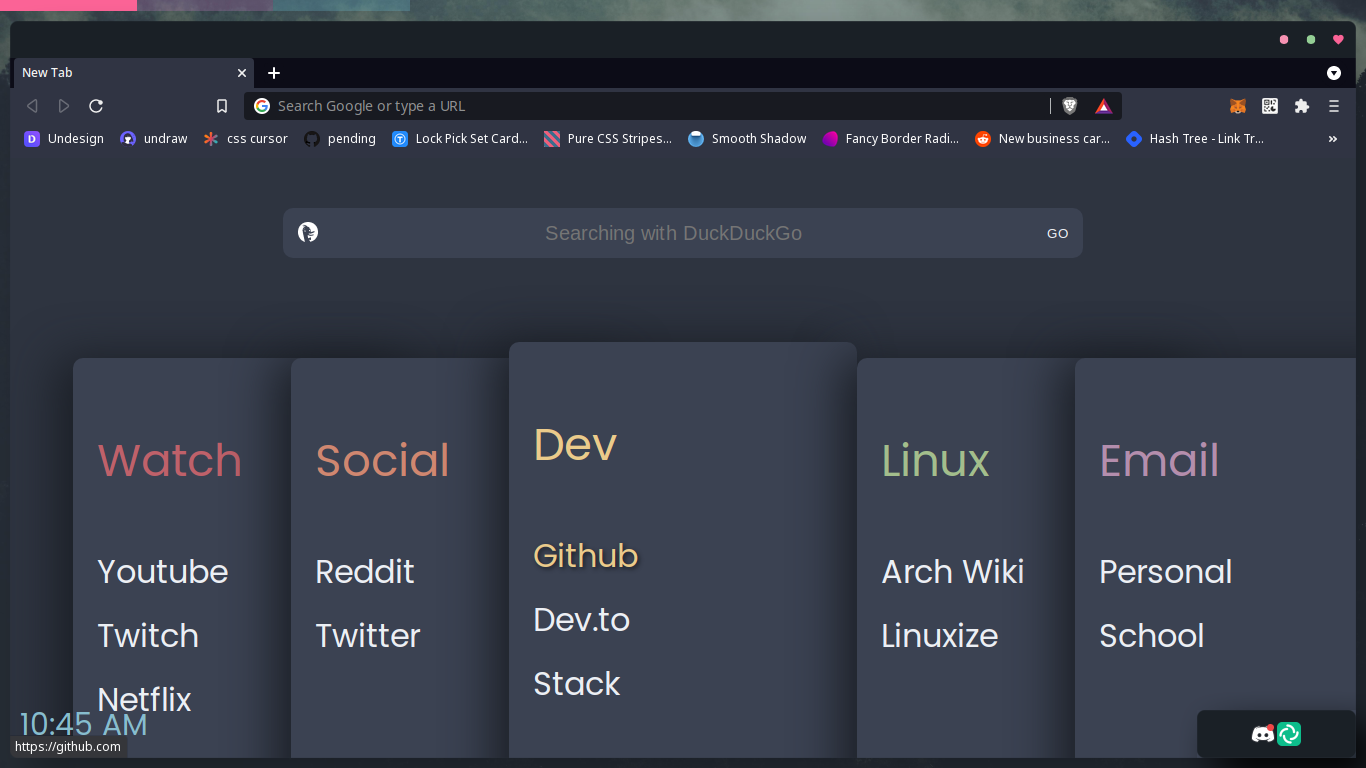 New Tab
Search Google or type a URL
Undesign undraw css cursor pending Lock Pick Set Card... Pure CSS Stripes... Smooth Shadow Fancy Border Radi... New business car... Hash Tree - Link Tr... »
Searching with DuckDuckGo GO
Watch
Youtube
Twitch
Netflix
Social
Reddit
Twitter
Dev
Github
Dev.to
Stack
Linux
Arch Wiki
Linuxize
Email
Personal
School
10:45 AM
https://github.com